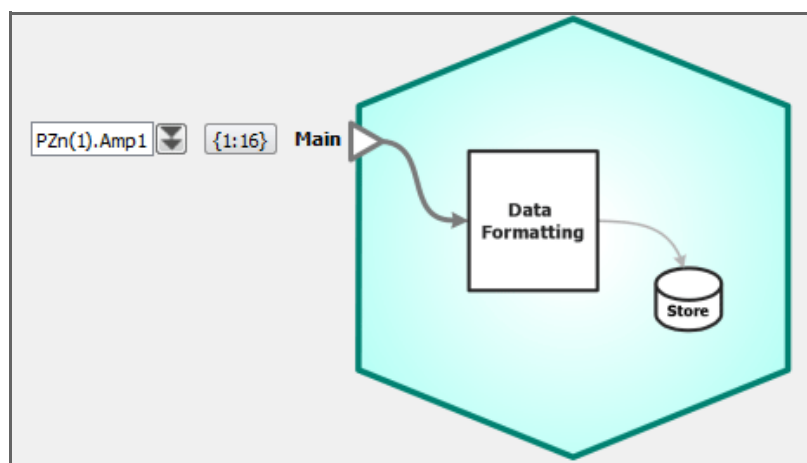 PZn(1).Amp1 {1:16} Main
Data
Formatting
Store